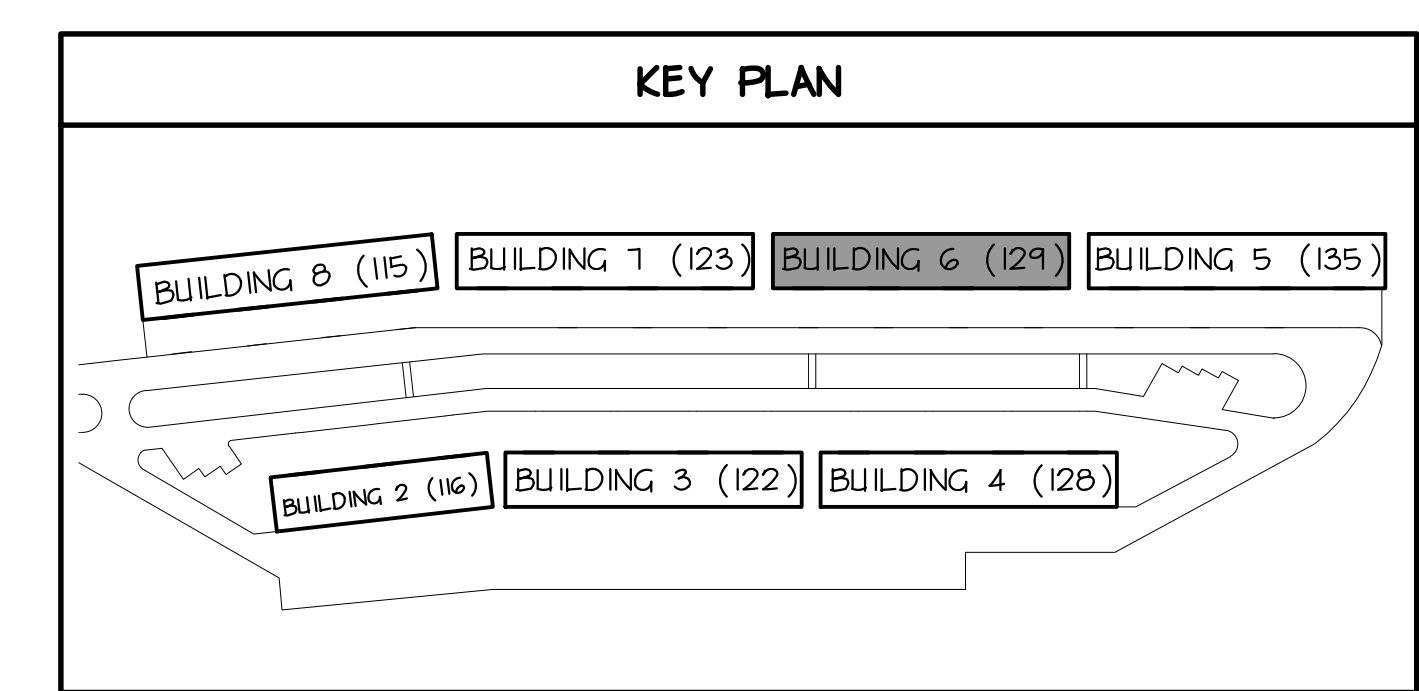 KEY PLAN
BUILDING 8 (115)
BUILDING 7 (123)
BUILDING 6 (129)
BUILDING 5 (135)
BUILDING 2 (116)
BUILDING 3 (122)
BUILDING 4 (128)